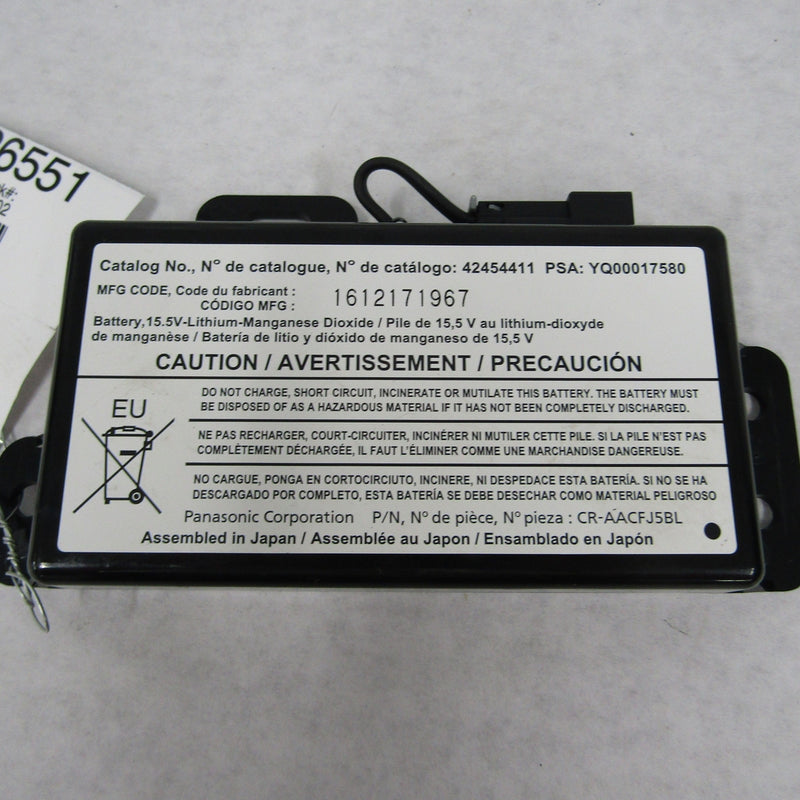 6551
Catalog No., N° de catalogue, N° de catálogo: 42454411 PSA: YQ00017580
MFG CODE, Code du fabricant :
CÓDIGO MFG : 1612171967
Battery,15.5V-Lithium-Manganese Dioxide / Pile de 15,5 V au lithium-dioxyde
de manganèse / Batería de litio y dióxido de manganeso de 15,5 V
CAUTION / AVERTISSEMENT / PRECAUCIÓN
EU
DO NOT CHARGE, SHORT CIRCUIT, INCINERATE OR MUTILATE THIS BATTERY. THE BATTERY MUST
BE DISPOSED OF AS A HAZARDOUS MATERIAL IF IT HAS NOT BEEN COMPLETELY DISCHARGED.
NE PAS RECHARGER, COURT-CIRCUITER, INCINÉRER NI MUTILER CETTE PILE. SI LA PILE N'EST PAS
COMPLÈTEMENT DÉCHARGÉE, IL FAUT L'ÉLIMINER COMME UNE MARCHANDISE DANGEREUSE.
NO CARGUE, PONGA EN CORTOCIRCUITO, INCINERE, NI DESPEDACE ESTA BATERÍA. SI NO SE HA
DESCARGADO POR COMPLETO, ESTA BATERÍA SE DEBE DESECHAR COMO MATERIAL PELIGROSO
Panasonic Corporation P/N, N° de pièce, N° pieza : CR-AACFJ5BL
Assembled in Japan / Assemblée au Japon / Ensamblado en Japón